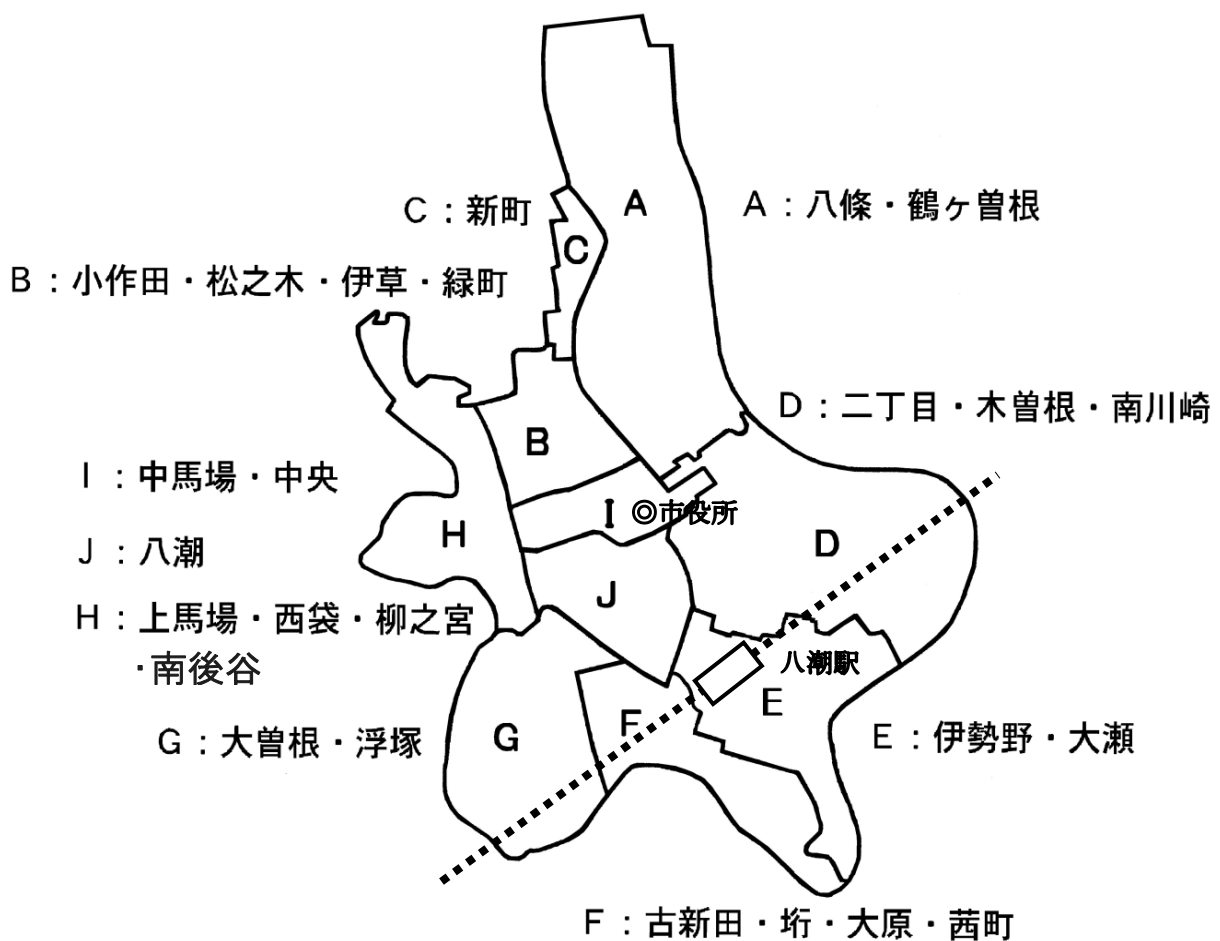 A
C：新町
A：八條・鶴ヶ曽根
C
B：小作田・松之木・伊草・緑町
D：二丁目・木曽根・南川崎
B
I：中馬場・中央
I ◎市役所
H
D
J：八潮
J
H：上馬場・西袋・柳之宮
・南後谷
八潮駅
E
F
G
G：大曽根・浮塚
E：伊勢野・大瀬
F：古新田・垳・大原・茜町